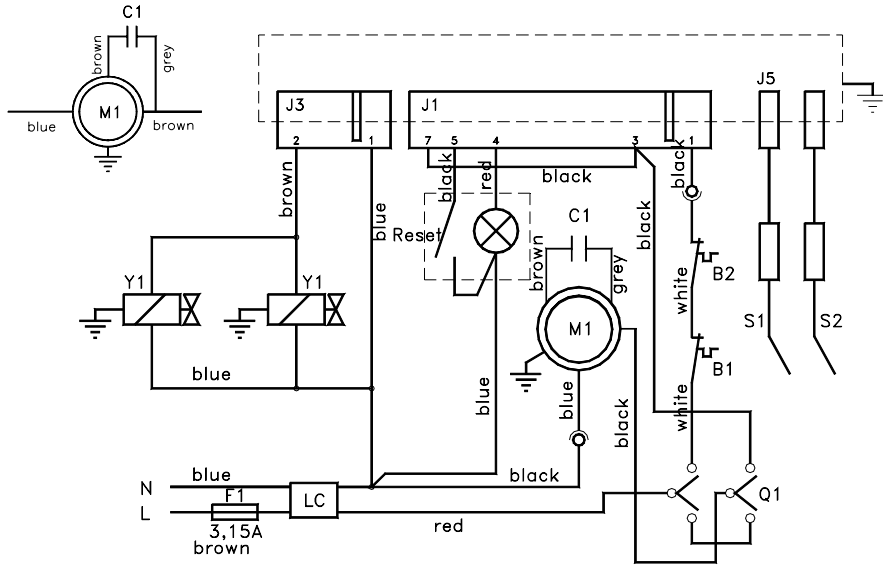 C1
brown
grey
M1
blue
brown
J3
J1
J5
2
1
7
5
4
3
1
brown
blue
black
red
black
black
black
Reset
C1
brown
grey
M1
B2
white
B1
white
S1
S2
Y1
Y1
blue
blue
blue
black
N
blue
black
F1
LC
L
3,15A
brown
red
Q1